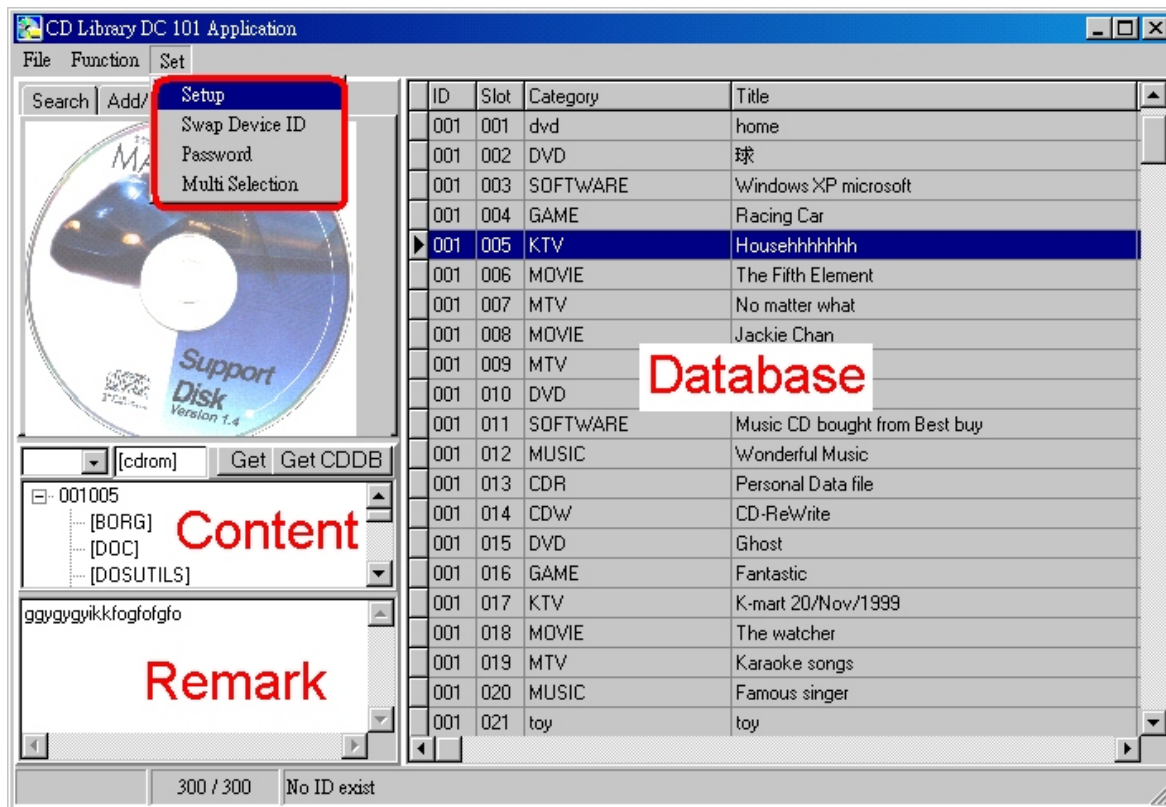 CD Library DC 101 Application
File Function Set
Search Add/
Setup
Swap Device ID
Password
Multi Selection
Support
Disk
Version 1.4
[cdrom] Get Get CDDB
001005
[BORG]
[DOC]
[DOSUTILS]
Content
ggygygyikkfogfofgfo
Remark
ID Slot Category Title
001 001 dvd home
001 002 DVD 球
001 003 SOFTWARE Windows XP microsoft
001 004 GAME Racing Car
001 005 KTV Househhhhhhh
001 006 MOVIE The Fifth Element
001 007 MTV No matter what
001 008 MOVIE Jackie Chan
001 009 MTV
001 010 DVD
Database
001 011 SOFTWARE Music CD bought from Best buy
001 012 MUSIC Wonderful Music
001 013 CDR Personal Data file
001 014 CDW CD-ReWrite
001 015 DVD Ghost
001 016 GAME Fantastic
001 017 KTV K-mart 20/Nov/1999
001 018 MOVIE The watcher
001 019 MTV Karaoke songs
001 020 MUSIC Famous singer
001 021 toy toy
300 / 300 No ID exist